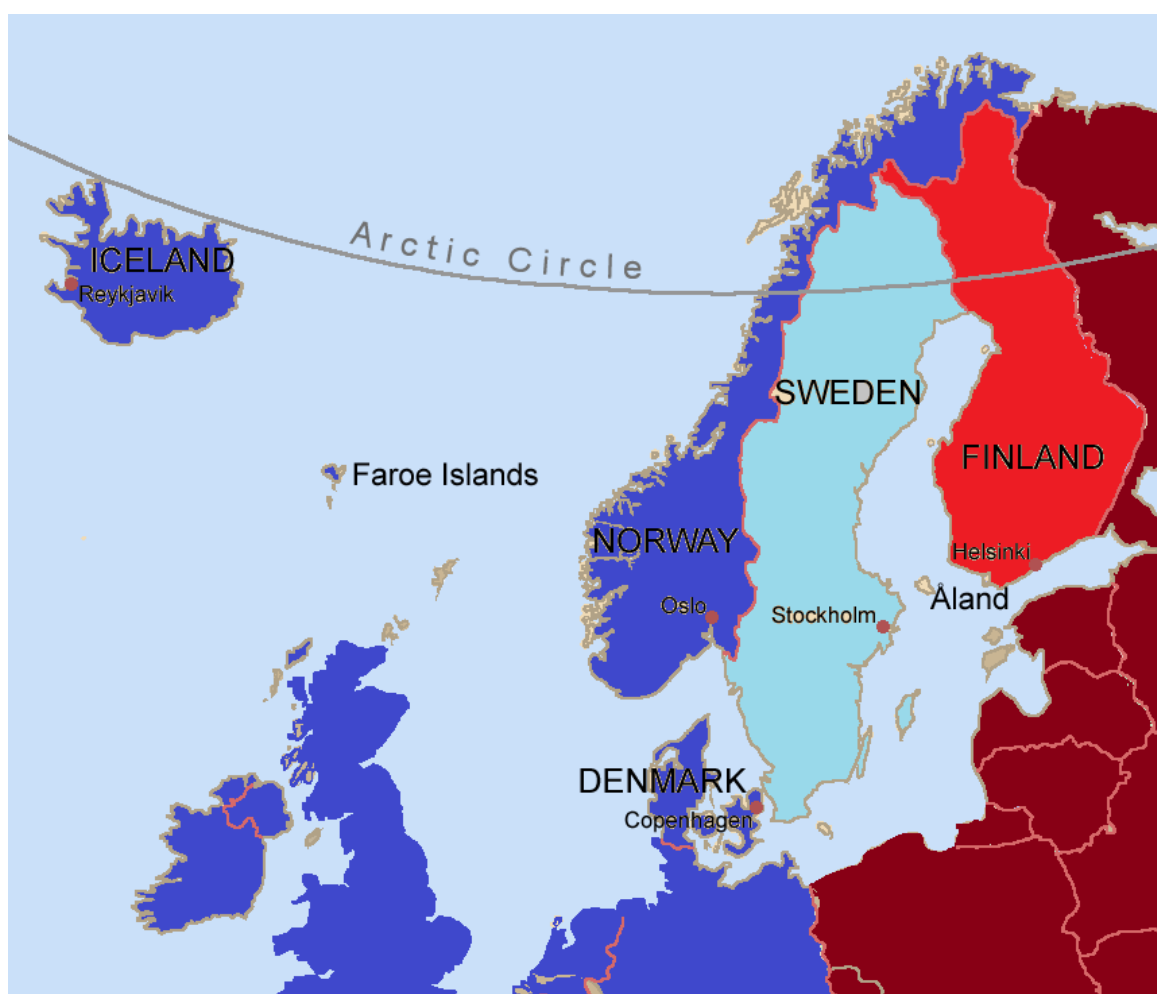 Arctic Circle
ICELAND
Reykjavik
SWEDEN
FINLAND
Faroe Islands
NORWAY
Helsinki
Åland
Oslo
Stockholm
DENMARK
Copenhagen